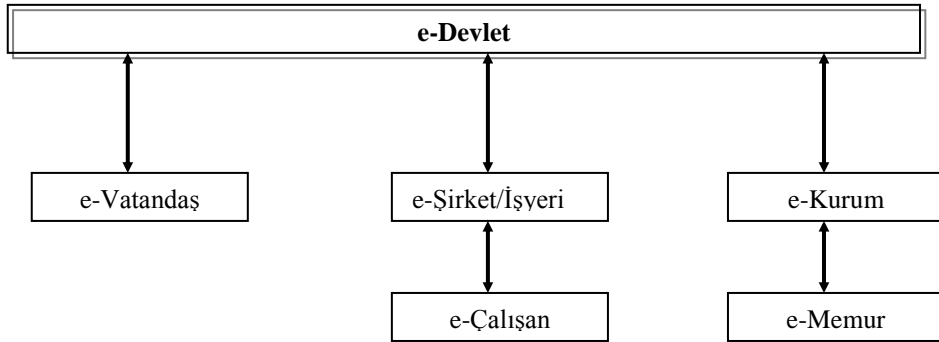 e-Devlet
e-Vatandaş
e-Şirket/İşyeri
e-Kurum
e-Çalışan
e-Memur